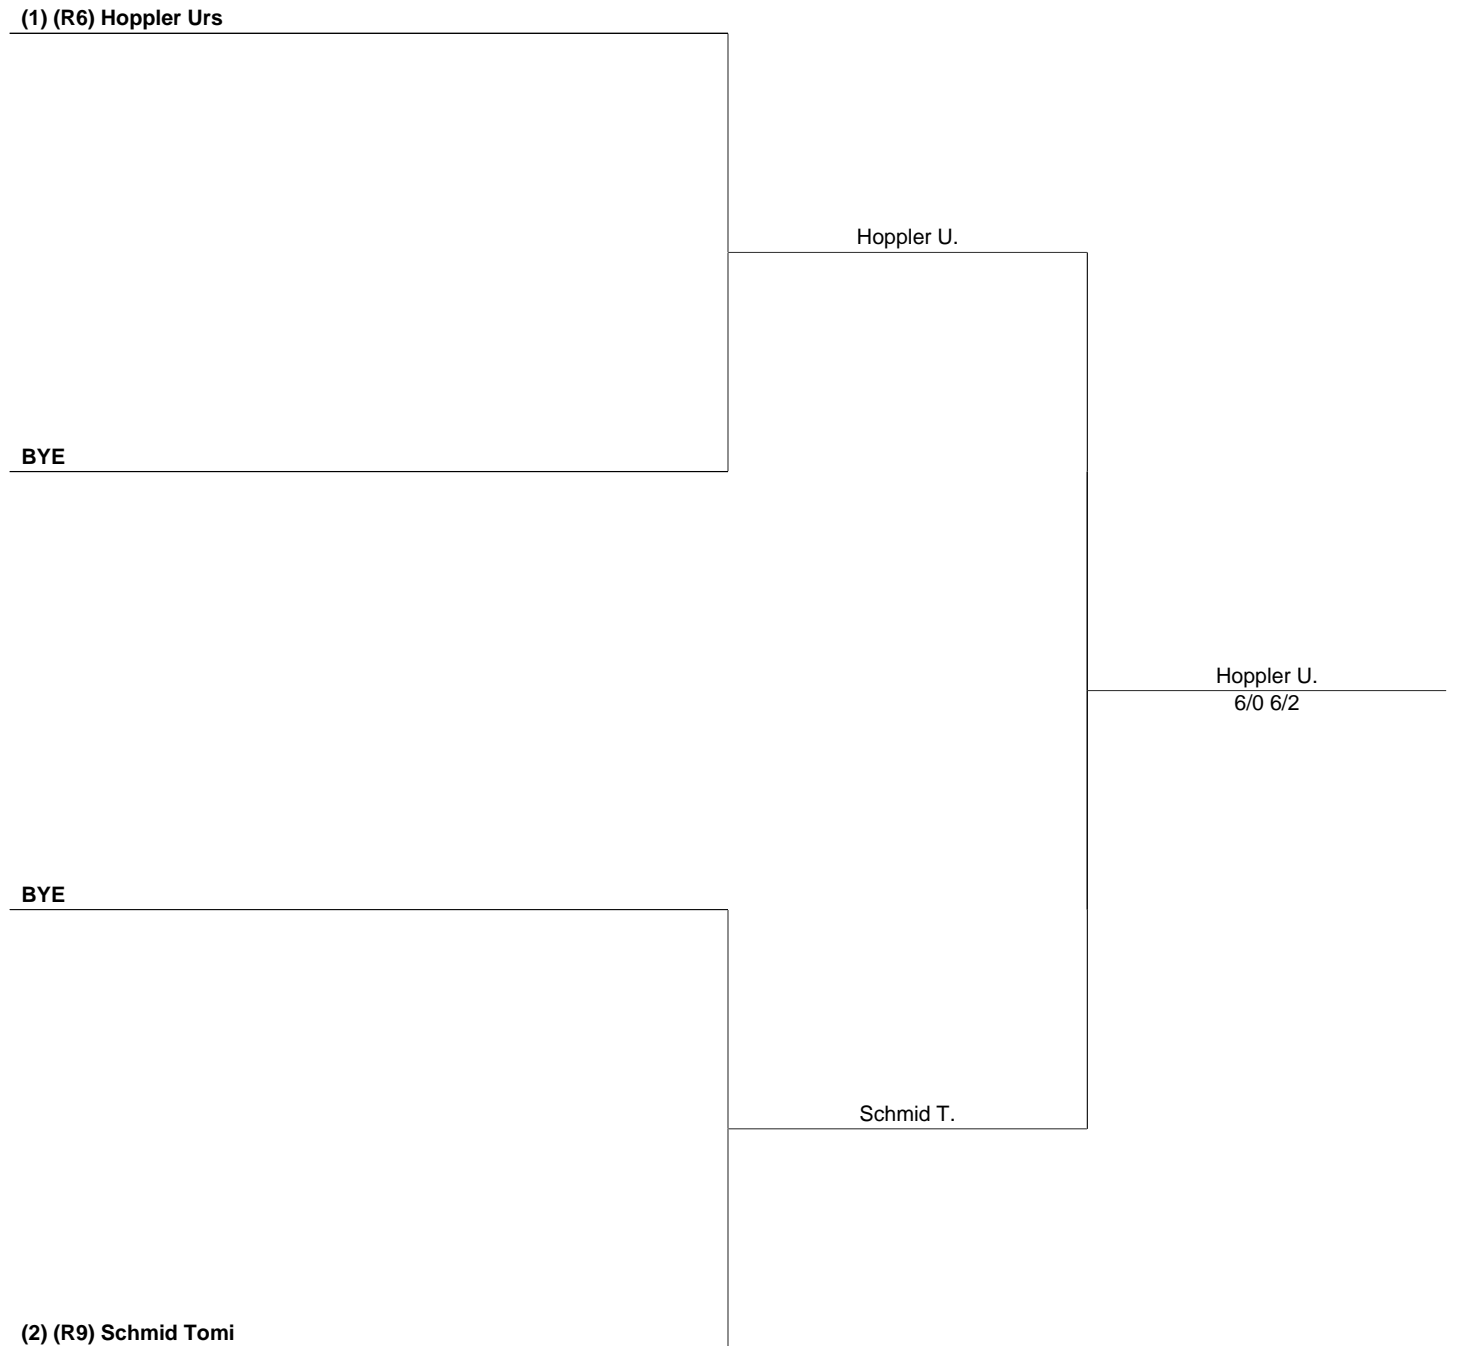 (1) (R6) Hoppler Urs
Hoppler U.
BYE
Hoppler U.
6/0 6/2
BYE
Schmid T.
(2) (R9) Schmid Tomi